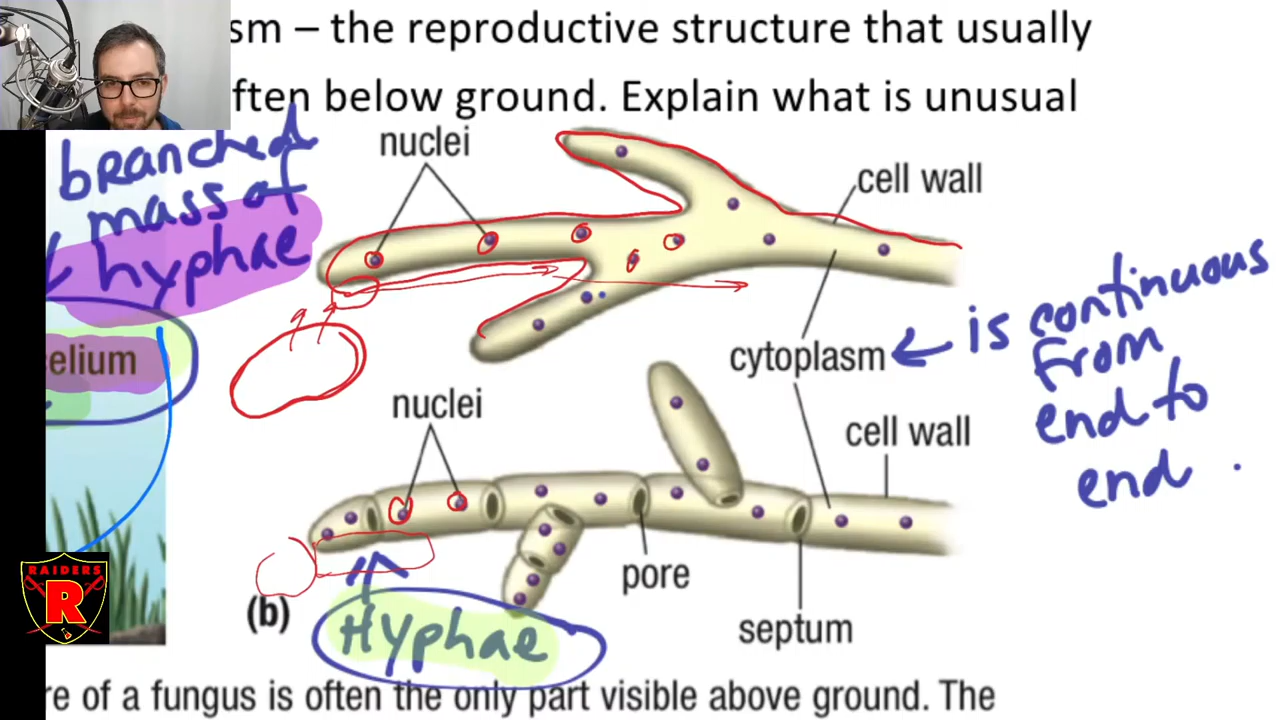 sm – the reproductive structure that usually
ften below ground. Explain what is unusual
branched
mass of
hyphae
nuclei
cell wall
elium
cytoplasm
is continuous
from
end to
end.
nuclei
cell wall
pore
septum
(b)
Hyphae
RAIDERS
R
re of a fungus is often the only part visible above ground. The